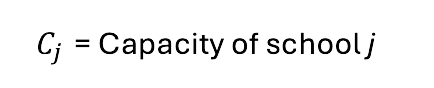 Cj = Capacity of school j